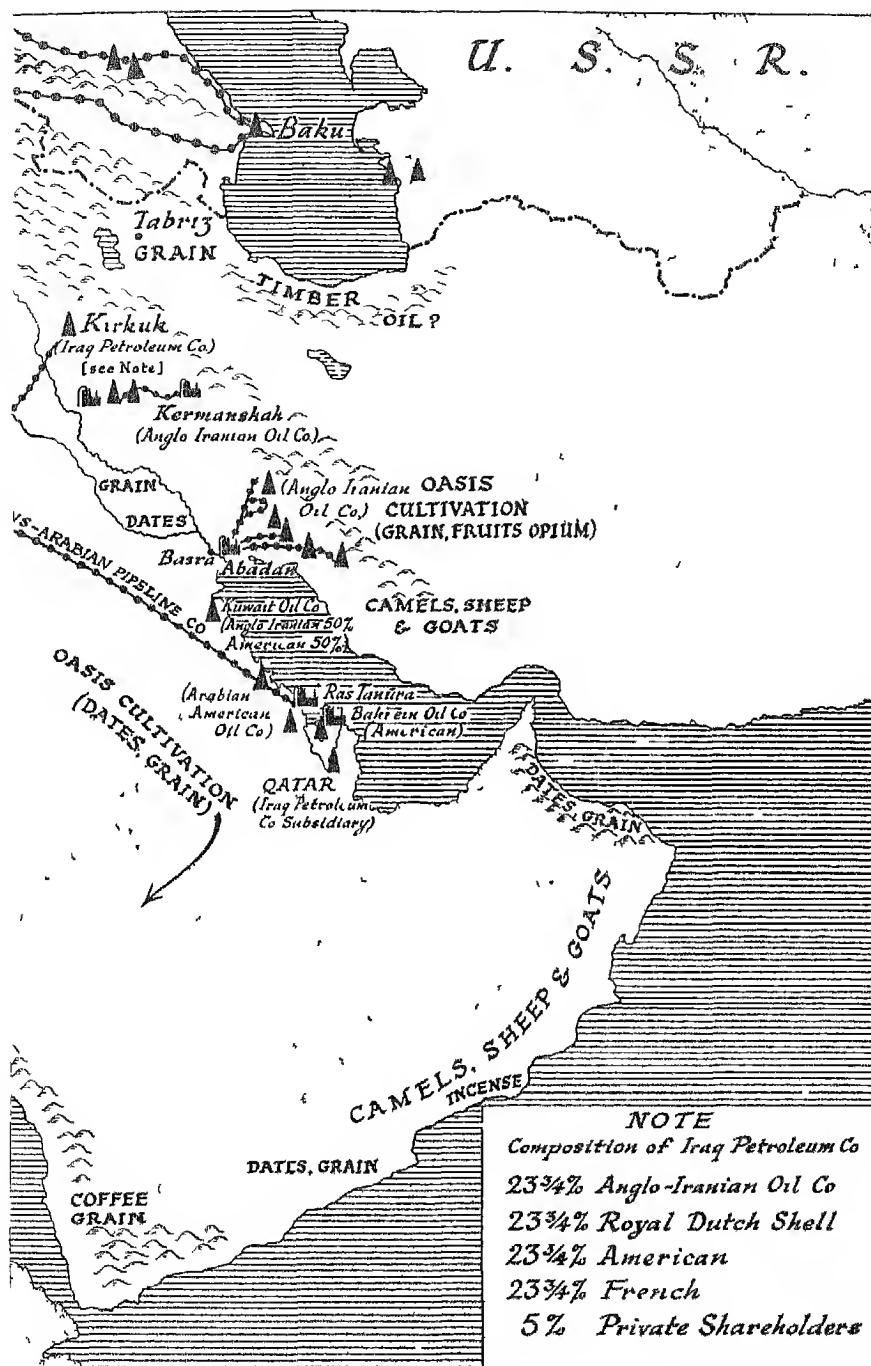 U. S. S. R.
Baku
Tabriz
GRAIN
TIMBER
OIL?
Kirkuk
(Iraq Petroleum Co.)
[see Note]
Kermanshah
(Anglo Iranian Oil Co.)
GRAIN
DATES
(Anglo Iranian
Oil Co.)
OASIS
CULTIVATION
(GRAIN, FRUITS OPIUM)
Basra
Abadan
NS-ARABIAN PIPELINE CO
Kuwait Oil Co
(Anglo Iranian 50%
American 50%)
CAMELS, SHEEP
& GOATS
OASIS CULTIVATION
(DATES, GRAIN)
(Arabian
American
Oil Co)
Ras Tanura
Bahrein Oil Co
(American)
QATAR
(Iraq Petroleum
Co Subsidiary)
DATES, GRAIN
CAMELS, SHEEP & GOATS
INCENSE
DATES, GRAIN
COFFEE
GRAIN
NOTE
Composition of Iraq Petroleum Co
23¾% Anglo-Iranian Oil Co
23¾% Royal Dutch Shell
23¾% American
23¾% French
5% Private Shareholders